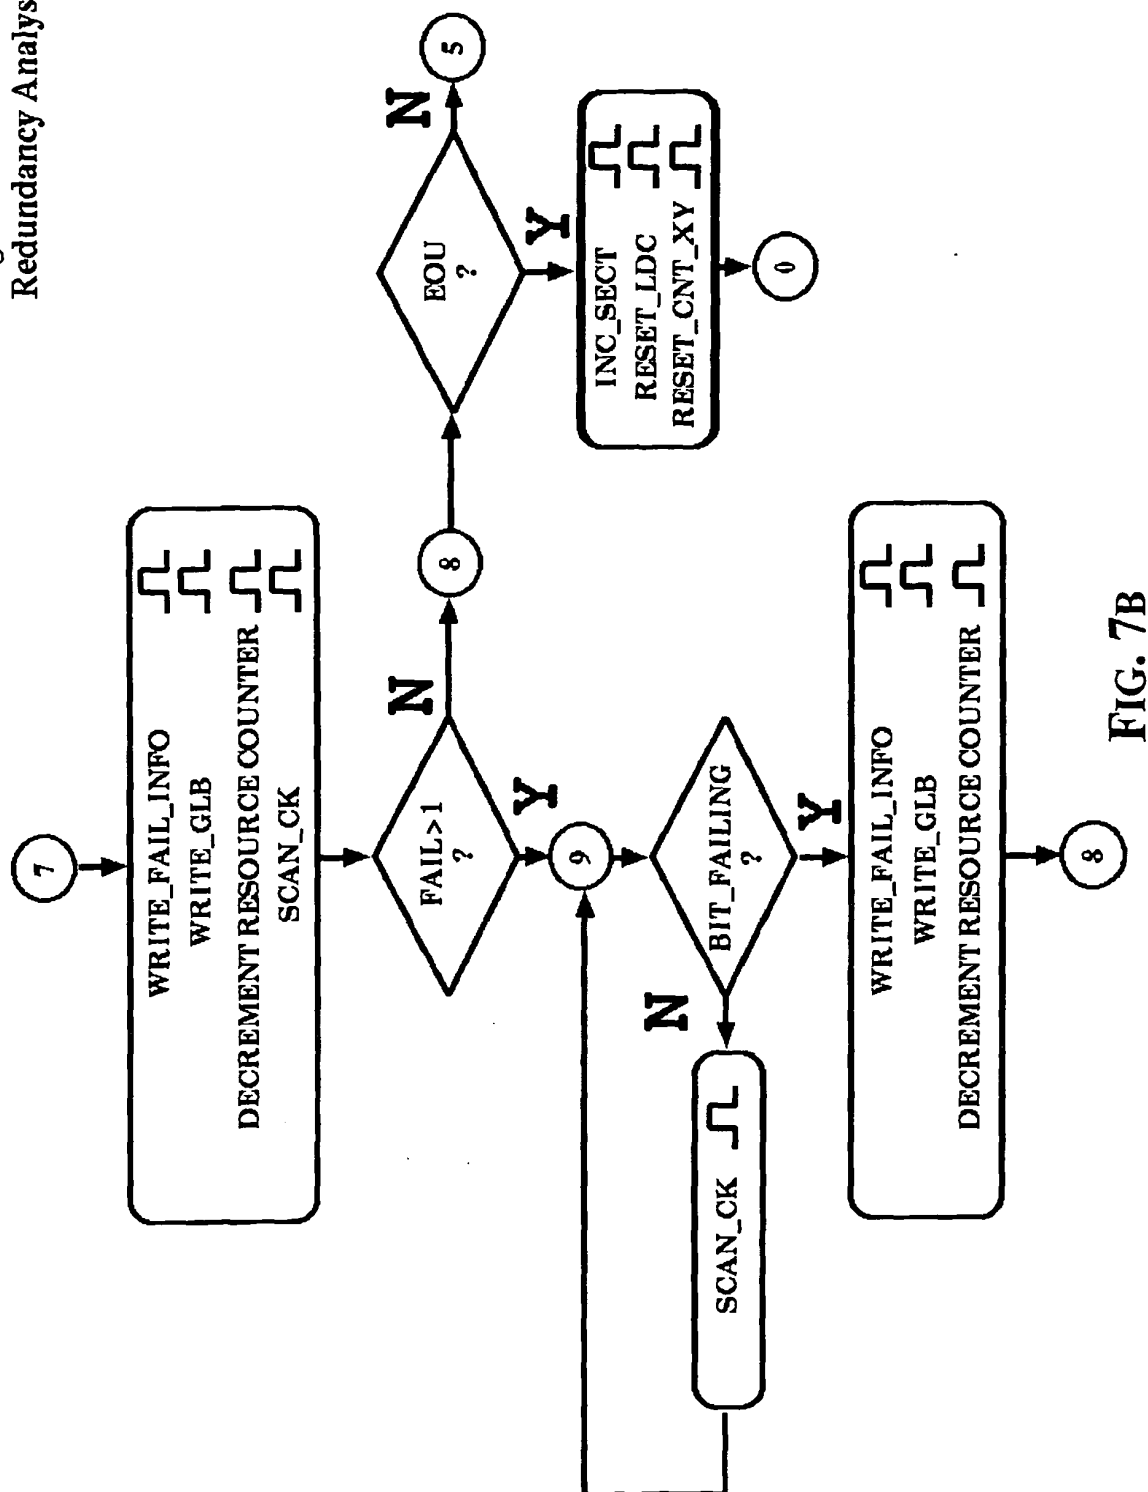 Redundancy Analys
7
WRITE_FAIL_INFO
WRITE_GLB
DECREMENT RESOURCE COUNTER
SCAN_CK
FAIL>1
?
N
Y
8
EOU
?
N
5
Y
INC_SECT
RESET_LDC
RESET_CNT_XY
0
9
BIT_FAILING
?
N
SCAN_CK
Y
WRITE_FAIL_INFO
WRITE_GLB
DECREMENT RESOURCE COUNTER
8
FIG. 7B